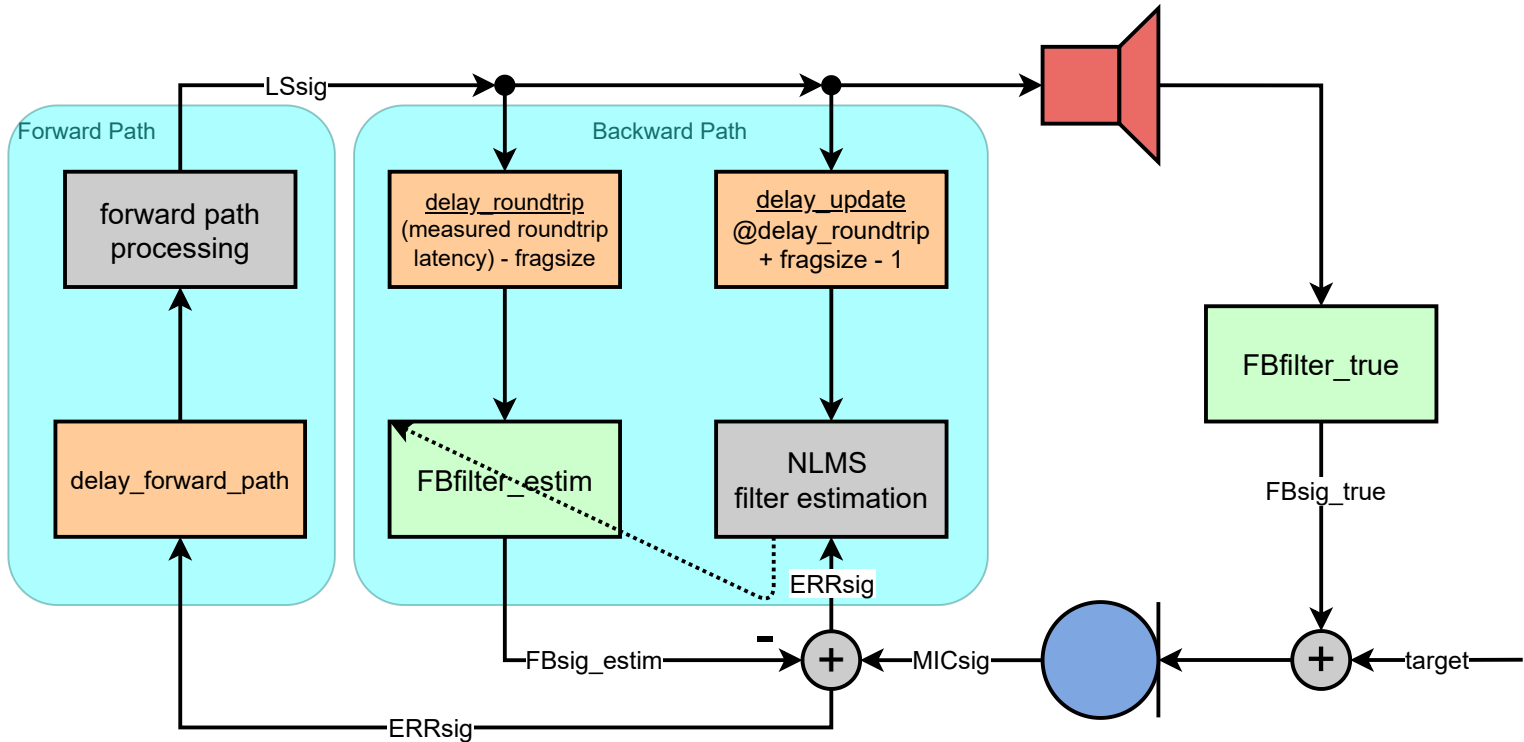 LSsig
Forward Path
Backward Path
forward path
processing
delay_roundtrip
(measured roundtrip
latency) - fragsize
delay_update
@delay_roundtrip
+ fragsize - 1
FBfilter_true
delay_forward_path
FBfilter_estim
NLMS
filter estimation
FBsig_true
ERRsig
-
FBsig_estim
+
MICsig
+
target
ERRsig